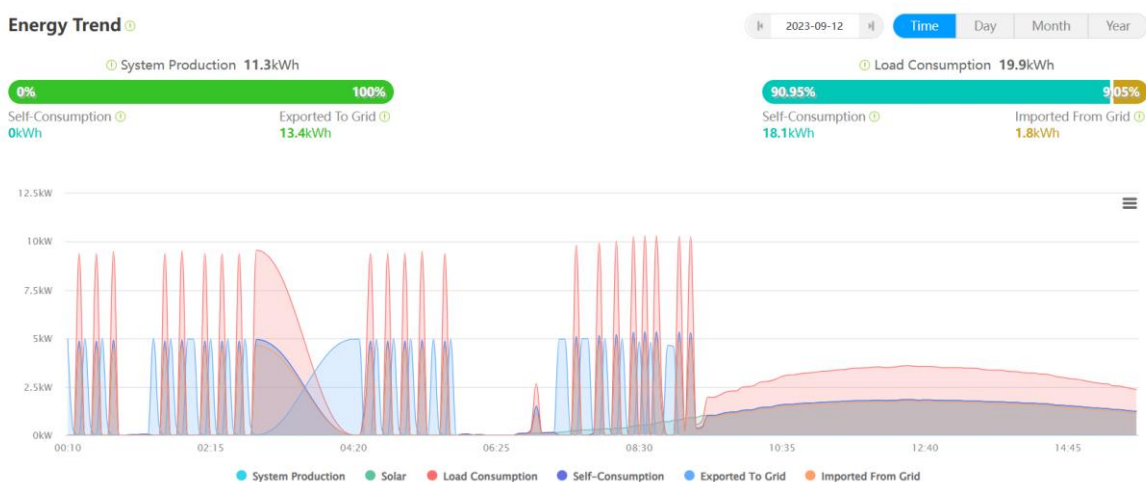 Energy Trend
2023-09-12 Time Day Month Year
System Production 11.3kWh
Load Consumption 19.9kWh
0% 100%
90.95% 9.05%
Self-Consumption Exported To Grid
0kWh 13.4kWh
Self-Consumption Imported From Grid
18.1kWh 1.8kWh
12.5kW
10kW
7.5kW
5kW
2.5kW
0kW
00:10 02:15 04:20 06:25 08:30 10:35 12:40 14:45
System Production Solar Load Consumption Self-Consumption Exported To Grid Imported From Grid